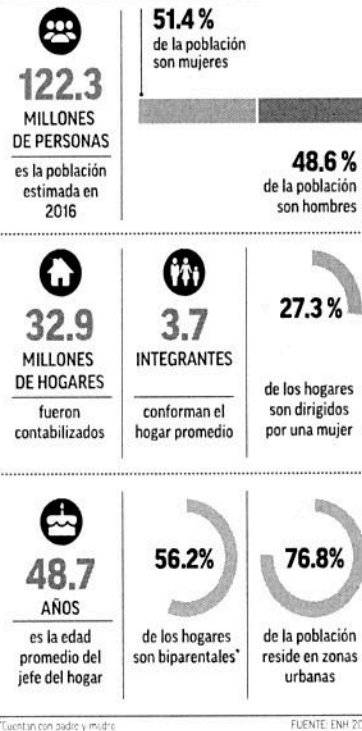 122.3
MILLONES
DE PERSONAS
es la población
estimada en
2016
51.4 %
de la población
son mujeres
48.6 %
de la población
son hombres
32.9
MILLONES
DE HOGARES
fueron
contabilizados
3.7
INTEGRANTES
conforman el
hogar promedio
27.3 %
de los hogares
son dirigidos
por una mujer
48.7
AÑOS
es la edad
promedio del
jefe del hogar
56.2%
de los hogares
son biparentales*
76.8%
de la población
reside en zonas
urbanas
*Cuentan con padre y madre
FUENTE: ENH 20